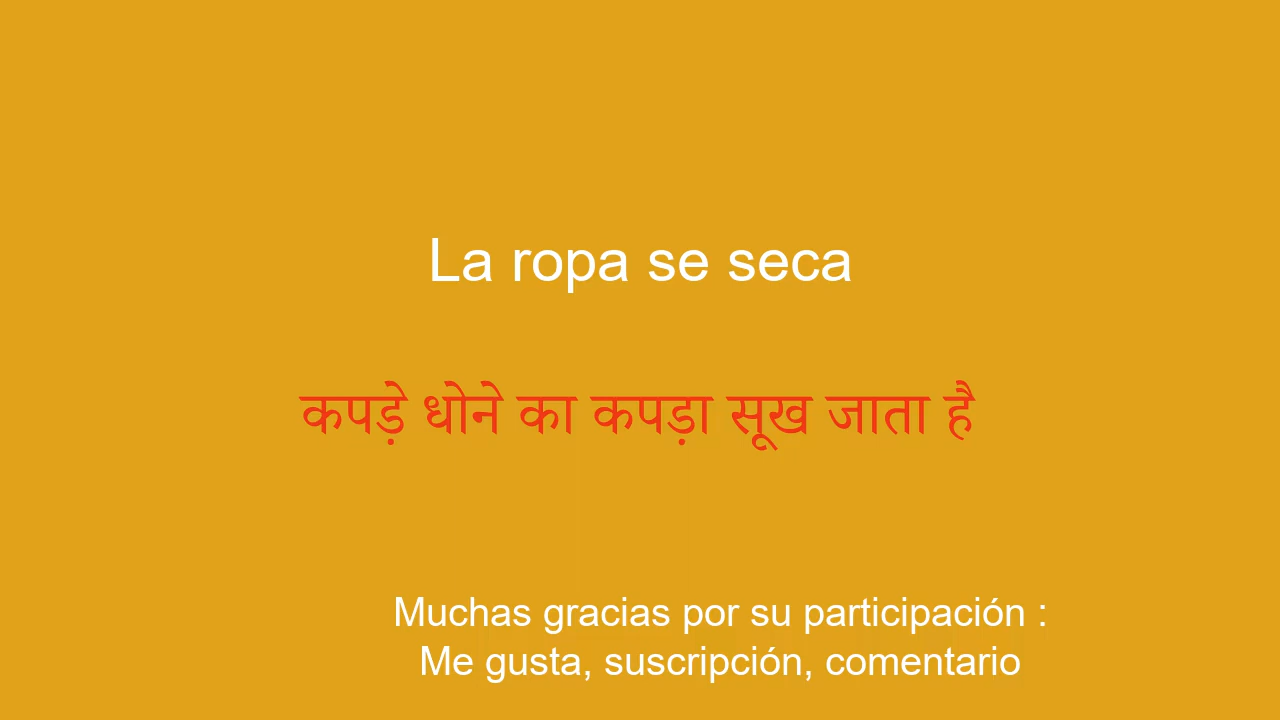 La ropa se seca
कपड़े धोने का कपड़ा सूख जाता है
Muchas gracias por su participación :
Me gusta, suscripción, comentario